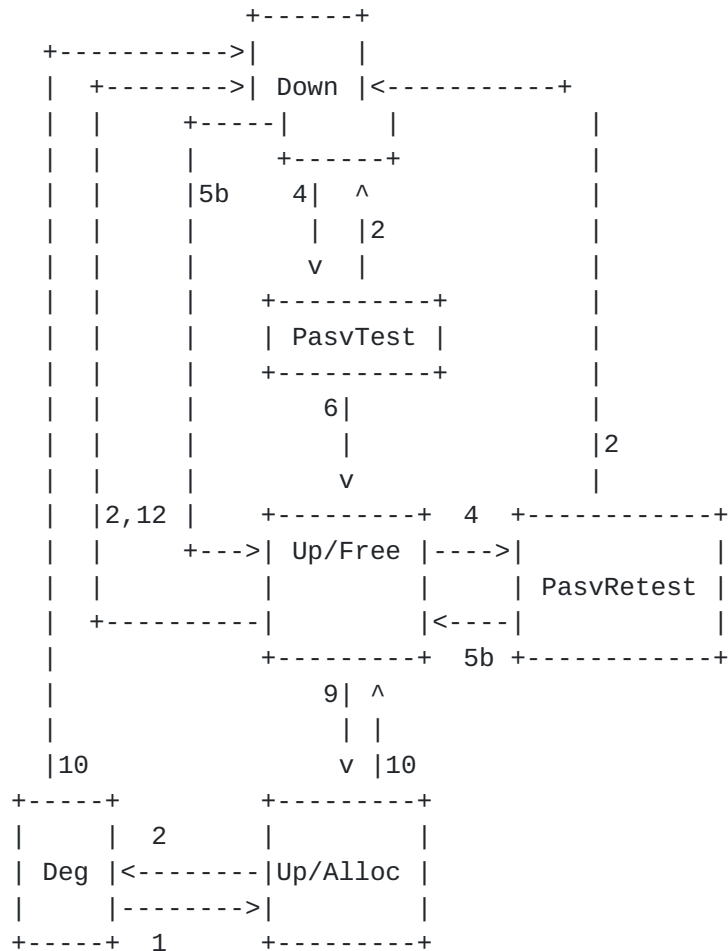 Down
5b 4
2
PasvTest
6
2
2,12 4
Up/Free
PasvRetest
5b
9
10 10
2
Deg Up/Alloc
1